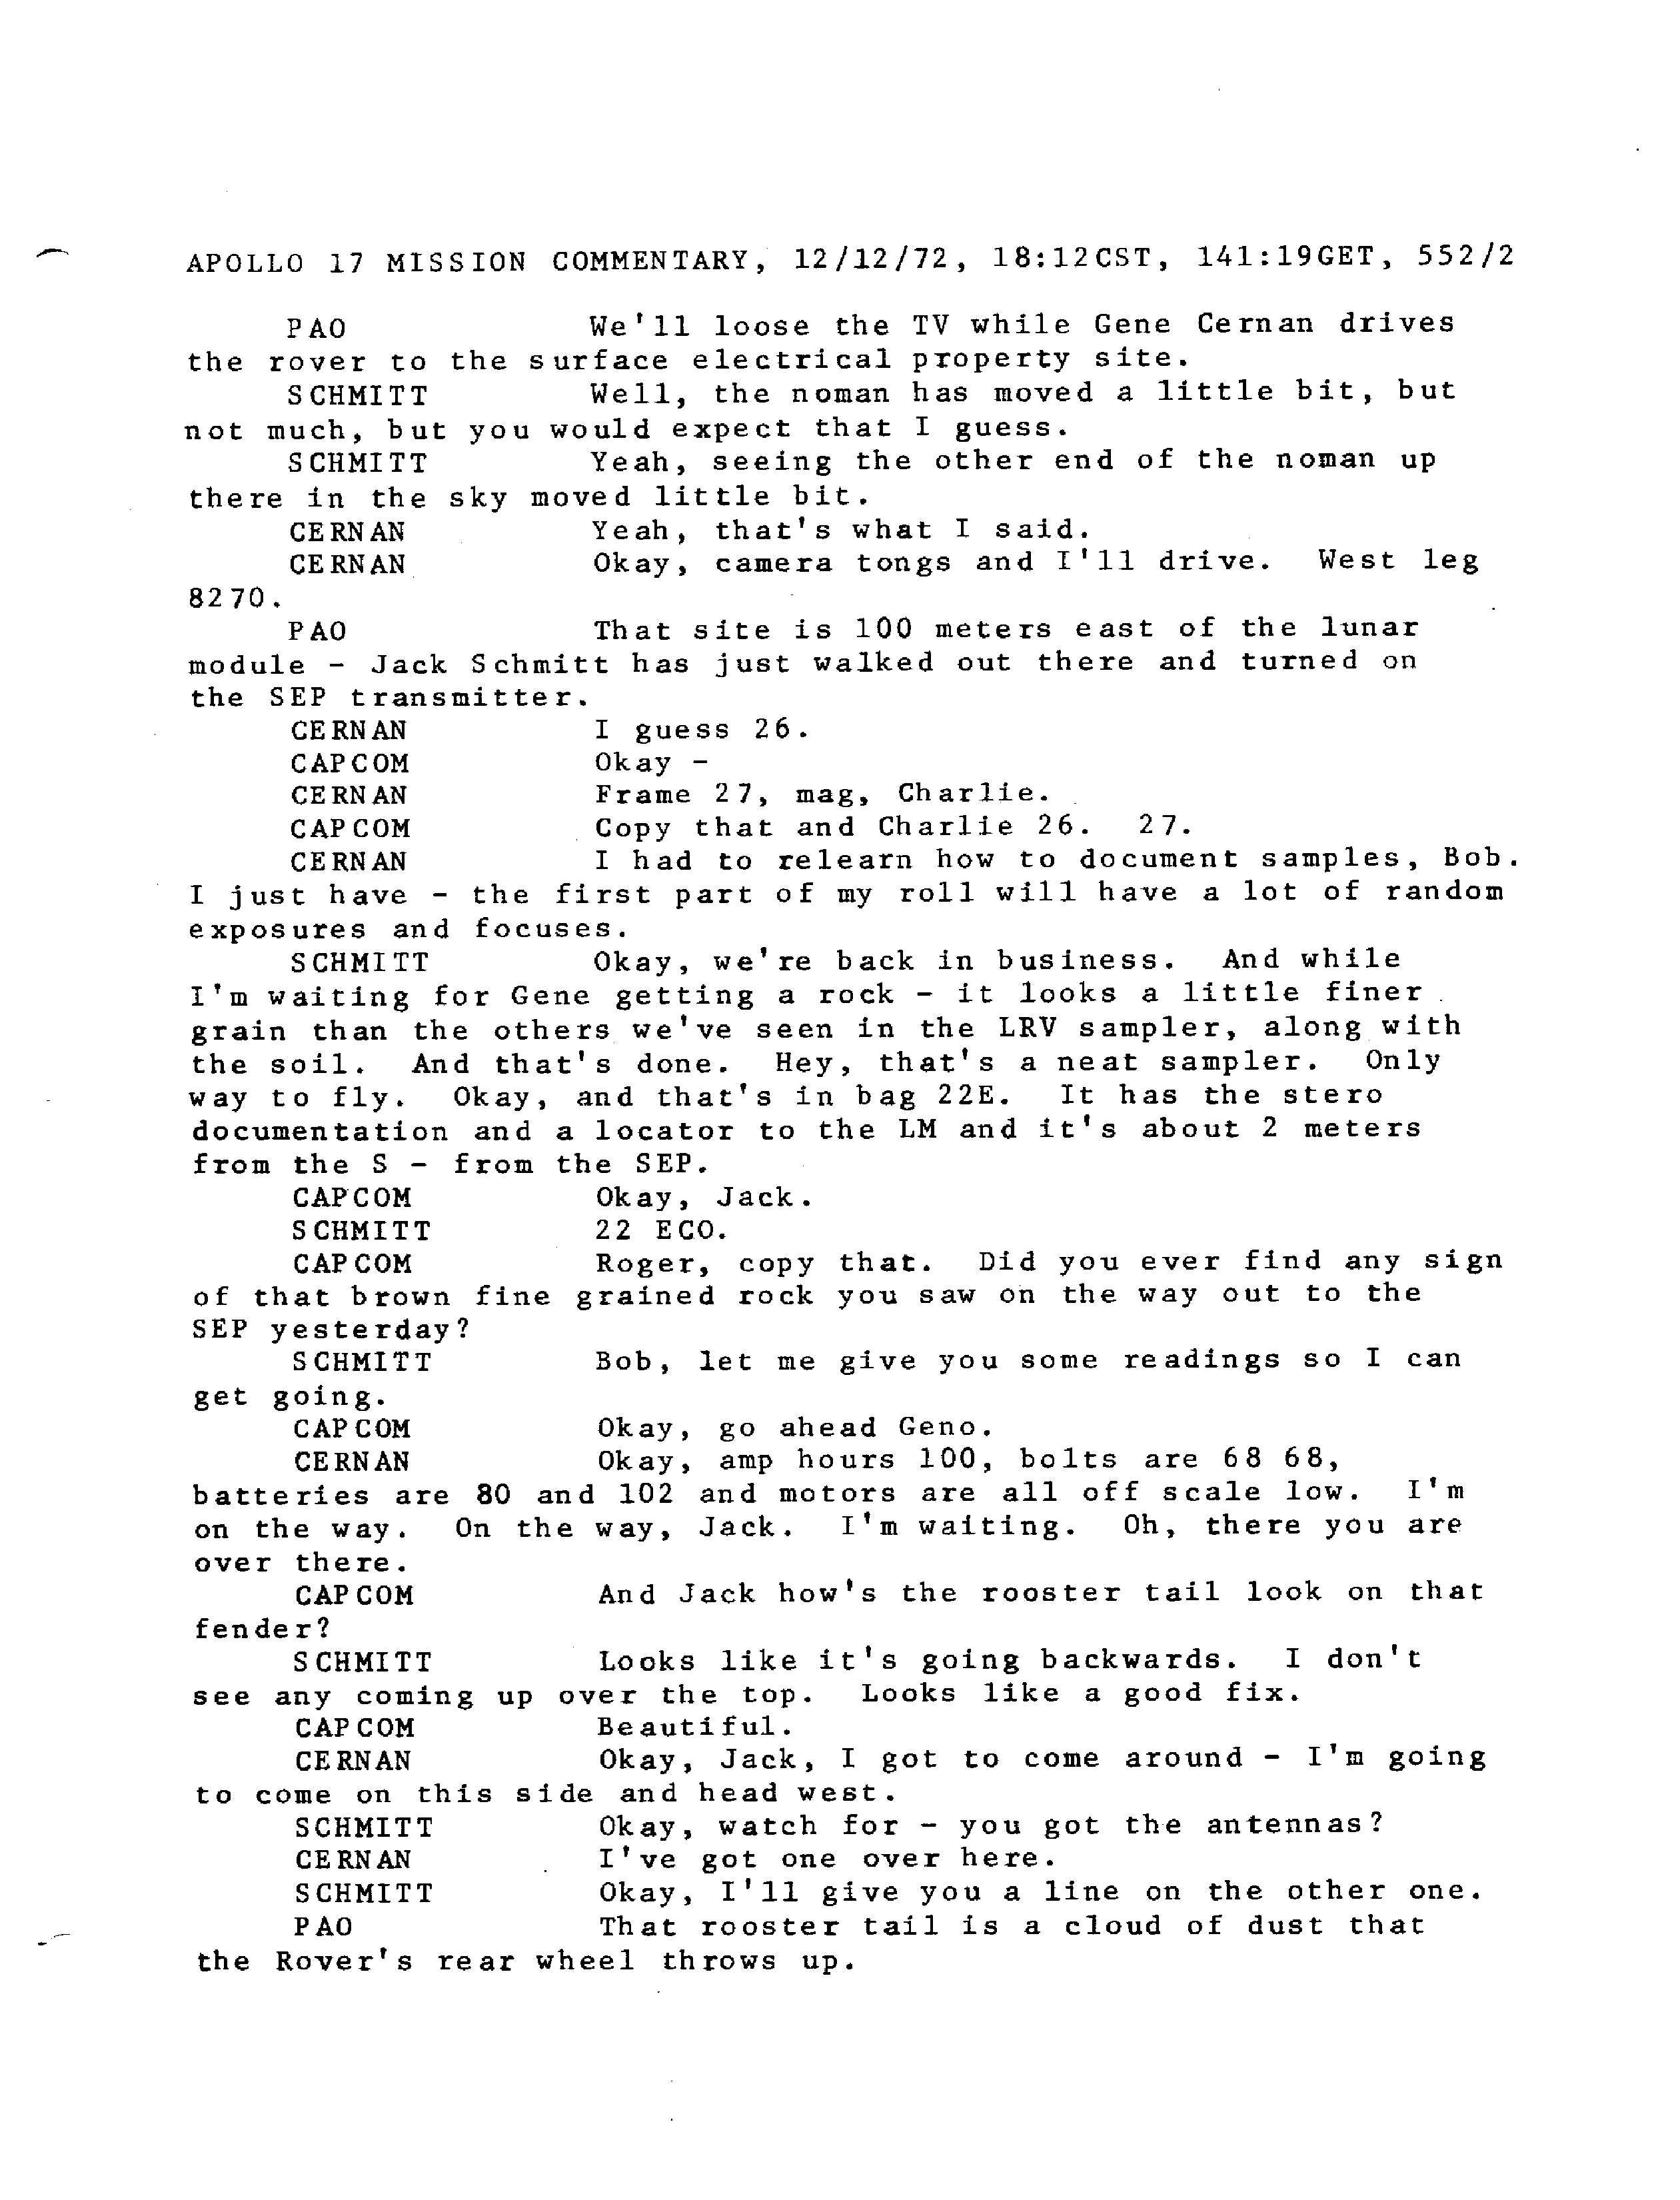 APOLLO 17 MISSION COMMENTARY, 12/12/72, 18:12CST, 141:19GET, 552/2
PAO We'll loose the TV while Gene Cernan drives
the rover to the surface electrical property site.
SCHMITT Well, the noman has moved a little bit, but
not much, but you would expect that I guess.
SCHMITT Yeah, seeing the other end of the noman up
there in the sky moved little bit.
CERNAN Yeah, that's what I said.
CERNAN Okay, camera tongs and I'll drive. West leg
8270.
PAO That site is 100 meters east of the lunar
module - Jack Schmitt has just walked out there and turned on
the SEP transmitter.
CERNAN I guess 26.
CAPCOM Okay -
CERNAN Frame 27, mag, Charlie.
CAPCOM Copy that and Charlie 26. 27.
CERNAN I had to relearn how to document samples, Bob.
I just have - the first part of my roll will have a lot of random
exposures and focuses.
SCHMITT Okay, we're back in business. And while
I'm waiting for Gene getting a rock - it looks a little finer
grain than the others we've seen in the LRV sampler, along with
the soil. And that's done. Hey, that's a neat sampler. Only
way to fly. Okay, and that's in bag 22E. It has the stero
documentation and a locator to the LM and it's about 2 meters
from the S - from the SEP.
CAPCOM Okay, Jack.
SCHMITT 22 ECO.
CAPCOM Roger, copy that. Did you ever find any sign
of that brown fine grained rock you saw on the way out to the
SEP yesterday?
SCHMITT Bob, let me give you some readings so I can
get going.
CAPCOM Okay, go ahead Geno.
CERNAN Okay, amp hours 100, bolts are 68 68,
batteries are 80 and 102 and motors are all off scale low. I'm
on the way. On the way, Jack. I'm waiting. Oh, there you are
over there.
CAPCOM And Jack how's the rooster tail look on that
fender?
SCHMITT Looks like it's going backwards. I don't
see any coming up over the top. Looks like a good fix.
CAPCOM Beautiful.
CERNAN Okay, Jack, I got to come around - I'm going
to come on this side and head west.
SCHMITT Okay, watch for - you got the antennas?
CERNAN I've got one over here.
SCHMITT Okay, I'll give you a line on the other one.
PAO That rooster tail is a cloud of dust that
the Rover's rear wheel throws up.